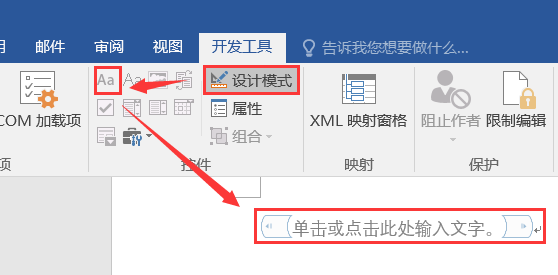 邮件 审阅 视图 开发工具 告诉我您想要做什么...
Aa Aa 设计模式
属性
COM 加载项 组合 XML 映射窗格 阻止作者 限制编辑
控件 映射 保护
单击或点击此处输入文字。